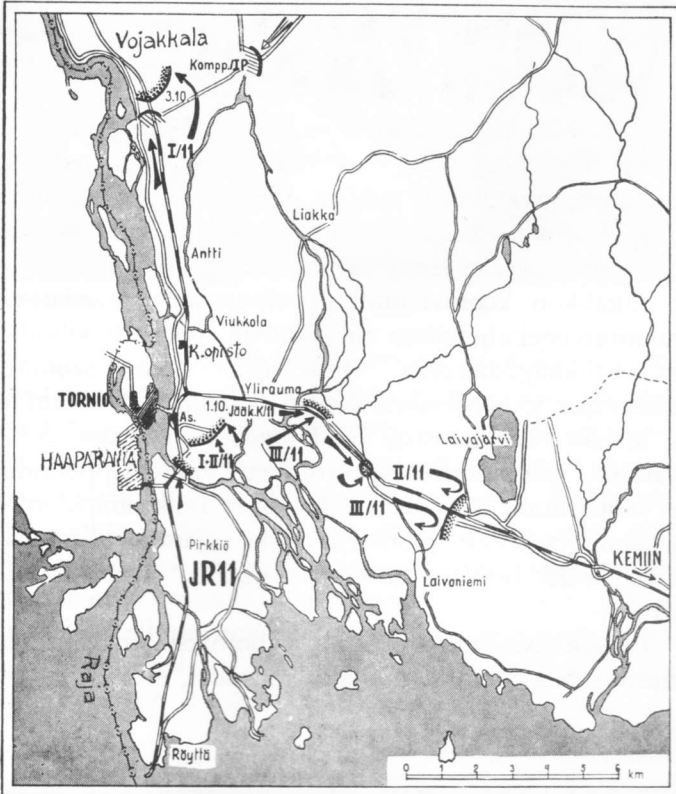 Vojakkala
Kompp./JP
3.10.
I/11
Liakka
Antti
Viukkola
K.opisto
Ylirauma
TORNIO
As.
1.10. Jääk.K/11
HAAPARANTA
I-II/11
III/11
Laivajärvi
II/11
III/11
KEMIIN
Pirkkiö
JR11
Laivaniemi
Raja
Röyttä
0 1 2 3 4 5 6 km